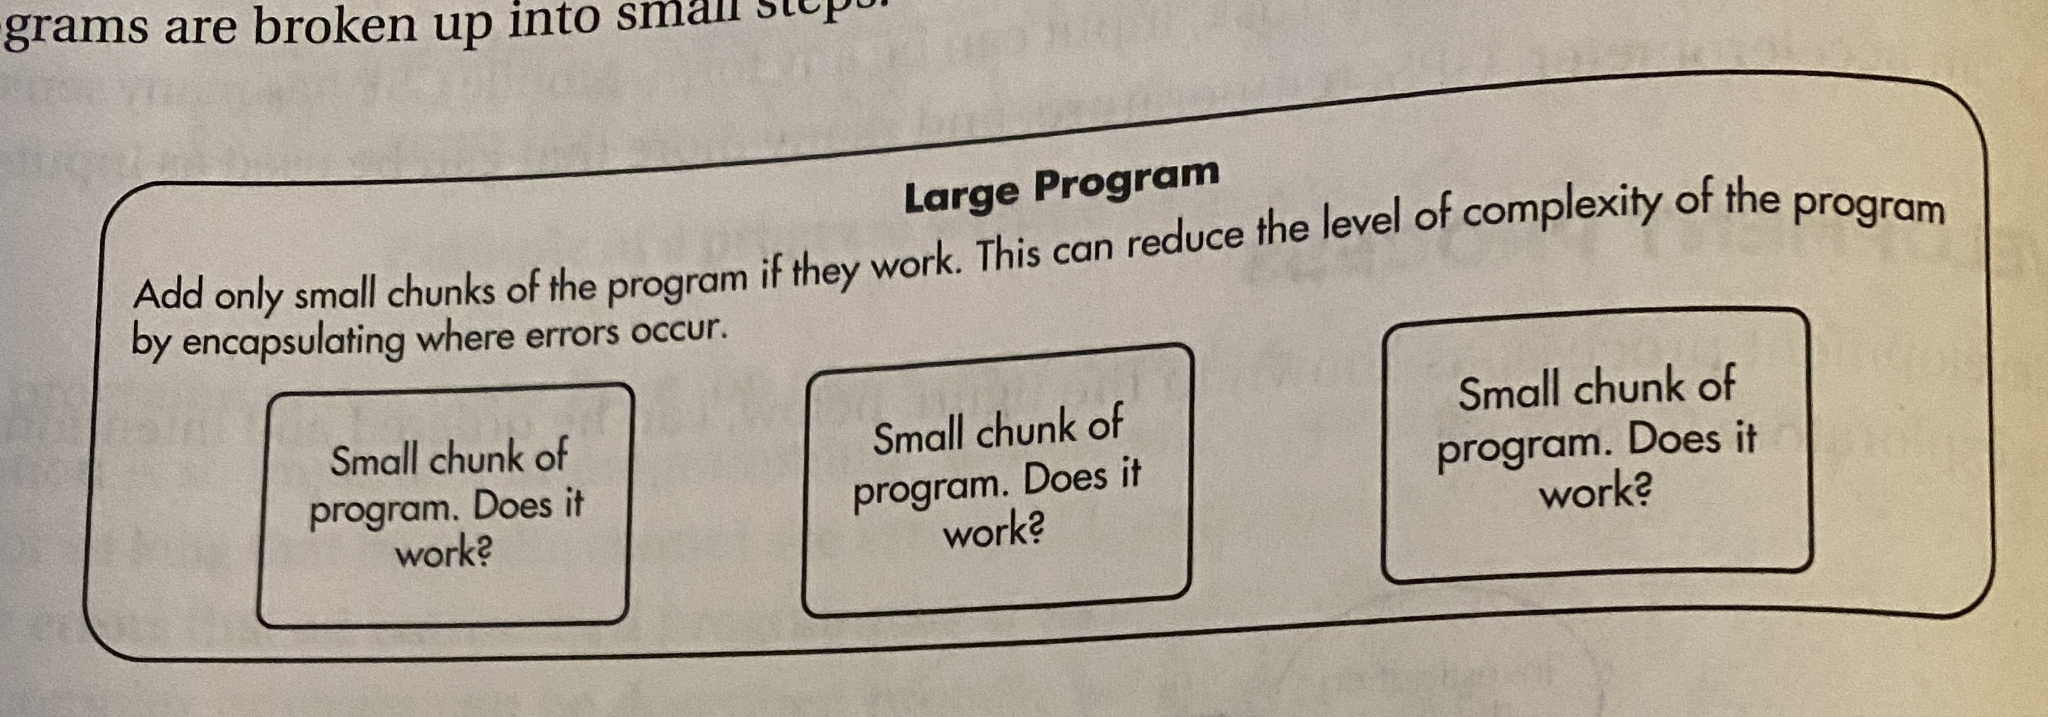 grams are broken up into small steps.
Large Program
Add only small chunks of the program if they work. This can reduce the level of complexity of the program
by encapsulating where errors occur.
Small chunk of
program. Does it
work?
Small chunk of
program. Does it
work?
Small chunk of
program. Does it
work?